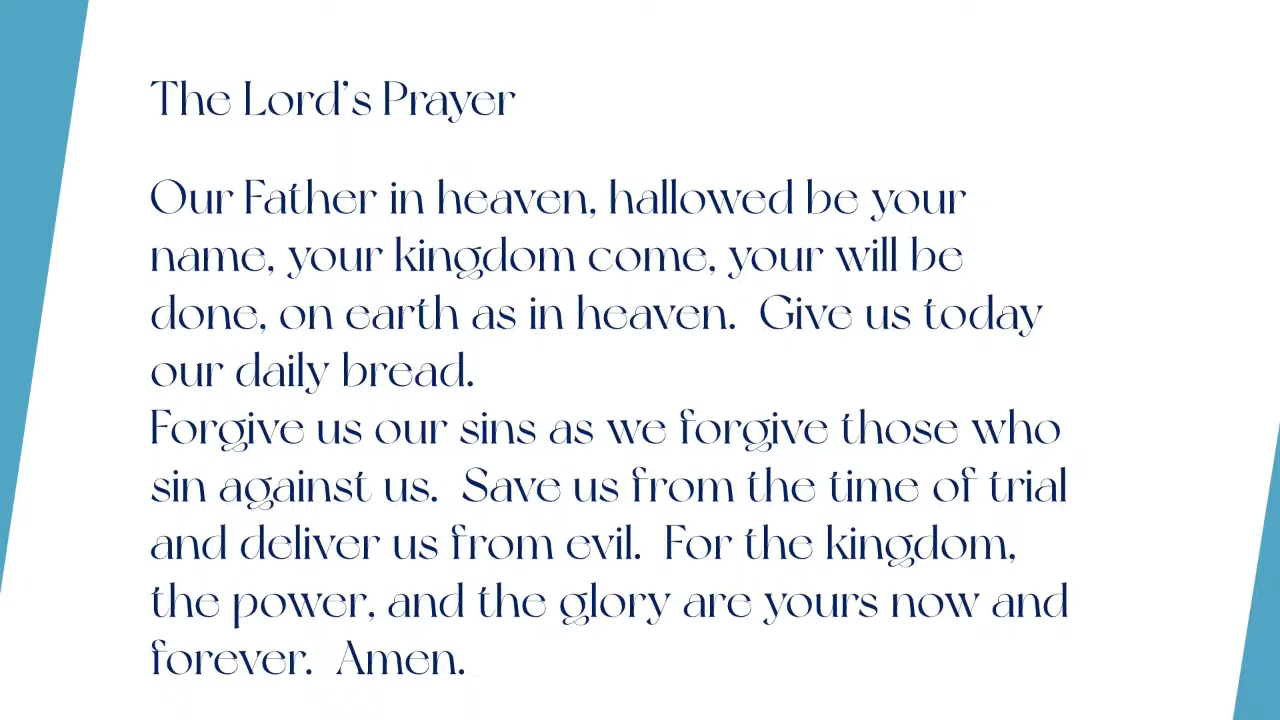 The Lord’s Prayer
Our Father in heaven, hallowed be your
name, your kingdom come, your will be
done, on earth as in heaven.  Give us today
our daily bread.
Forgive us our sins as we forgive those who
sin against us.  Save us from the time of trial
and deliver us from evil.  For the kingdom,
the power, and the glory are yours now and
forever.  Amen.